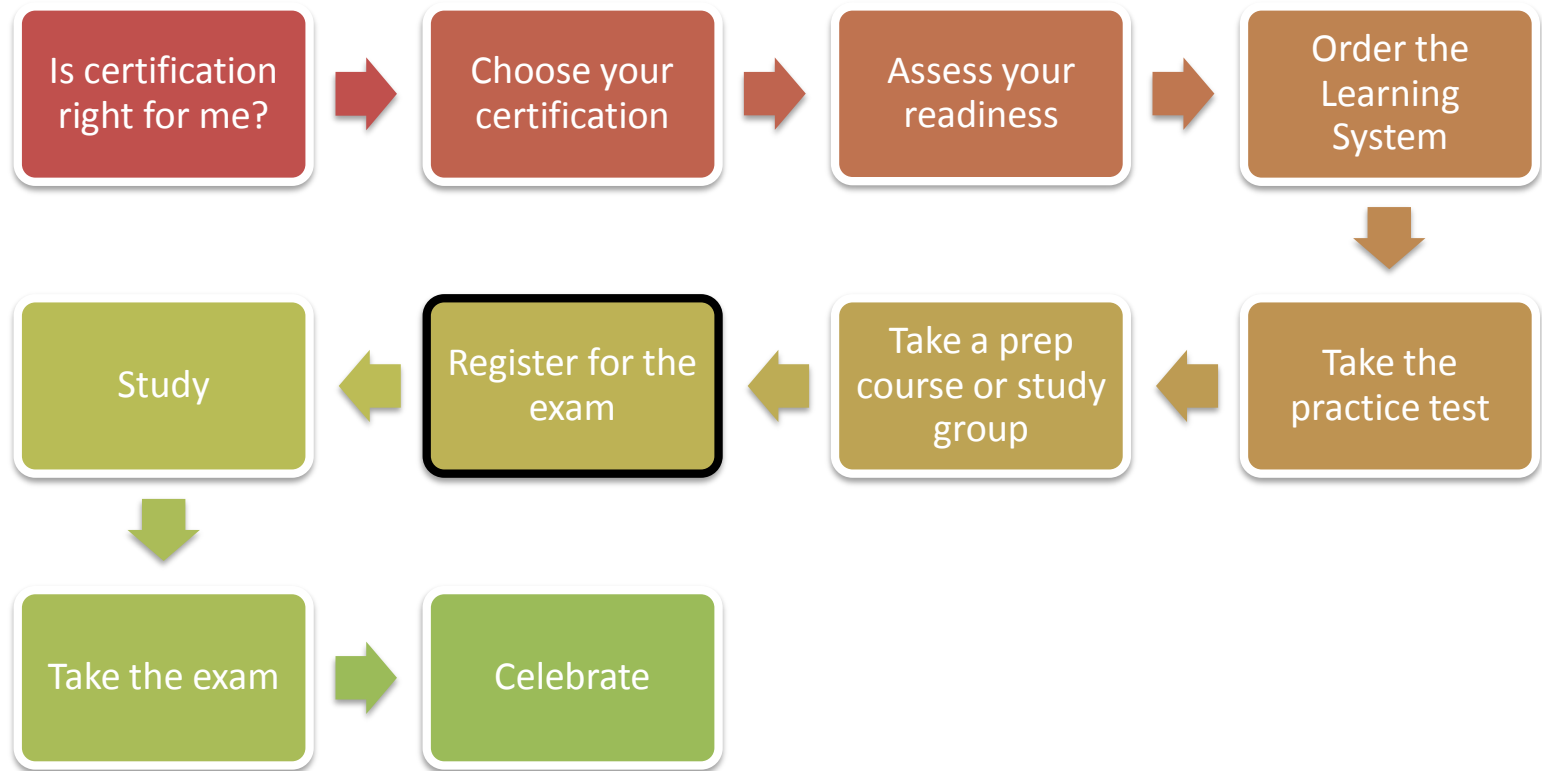 Is certification
right for me?
Choose your
certification
Assess your
readiness
Order the
Learning
System
Take the
practice test
Take a prep
course or study
group
Register for the
exam
Study
Take the exam
Celebrate